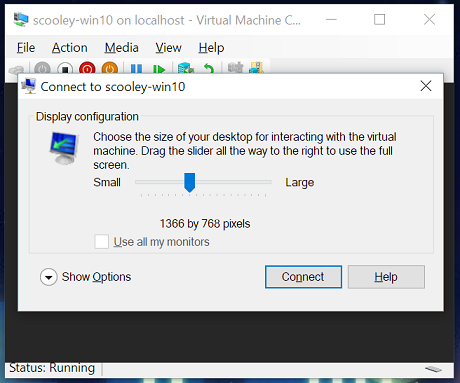 scooley-win10 on localhost - Virtual Machine C...
File Action Media View Help
Connect to scooley-win10
Display configuration
Choose the size of your desktop for interacting with the virtual
machine. Drag the slider all the way to the right to use the full
screen.
Small Large
1366 by 768 pixels
Use all my monitors
Show Options Connect Help
Status: Running